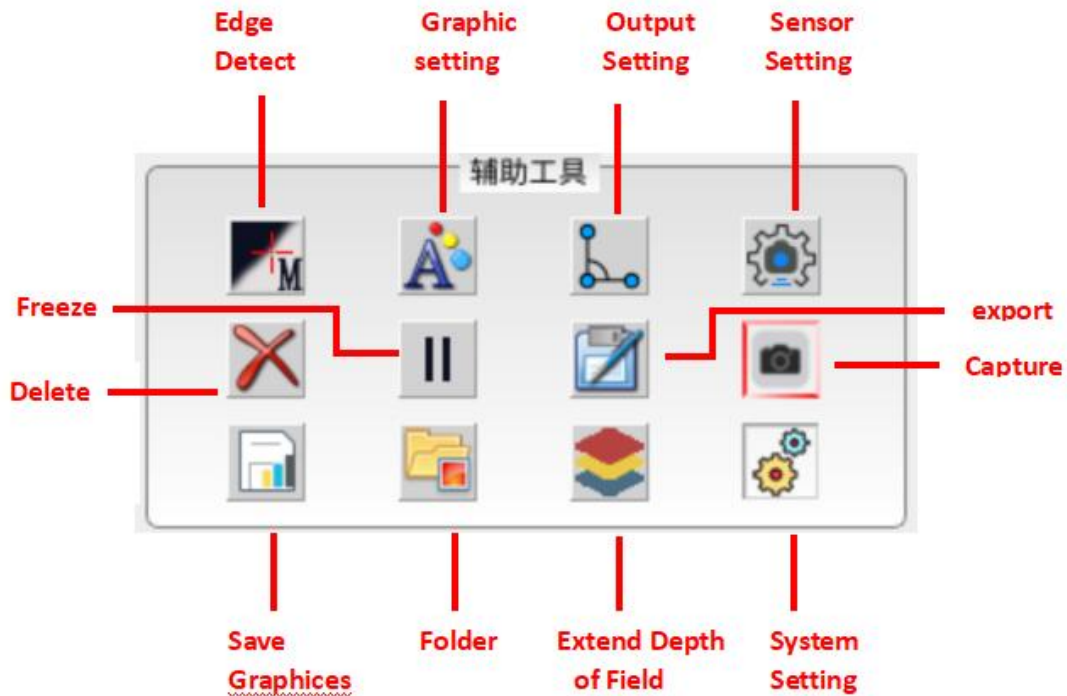 Edge
Detect
Graphic
setting
Output
Setting
Sensor
Setting
辅助工具
M
A
Freeze
export
Capture
Delete
Save
Graphices
Folder
Extend Depth
of Field
System
Setting